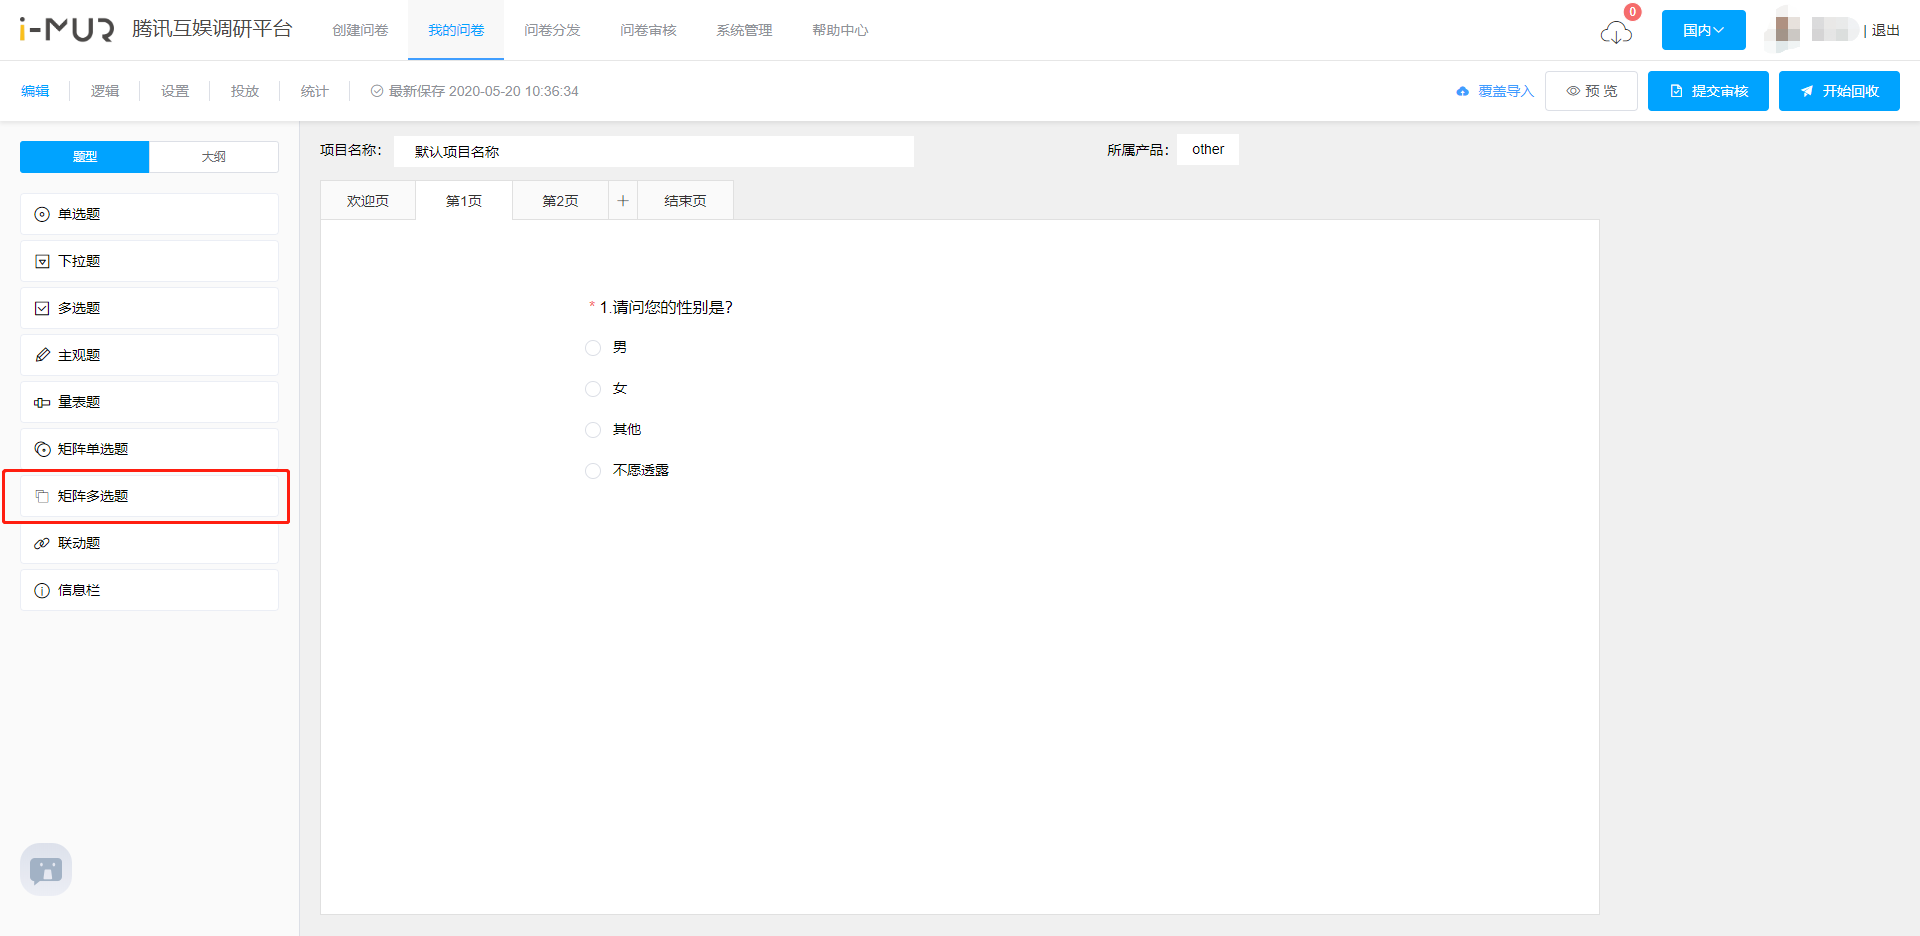 i-MUR 腾讯互娱调研平台 创建问卷 我的问卷 问卷分发 问卷审核 系统管理 帮助中心 0 国内 | 退出
编辑 逻辑 设置 投放 统计 最新保存 2020-05-20 10:36:34 覆盖导入 预 览 提交审核 开始回收
题型 大纲
项目名称： 默认项目名称 所属产品： other
欢迎页 第1页 第2页 + 结束页
单选题
下拉题
多选题
主观题
量表题
矩阵单选题
矩阵多选题
联动题
信息栏
* 1.请问您的性别是?
男
女
其他
不愿透露